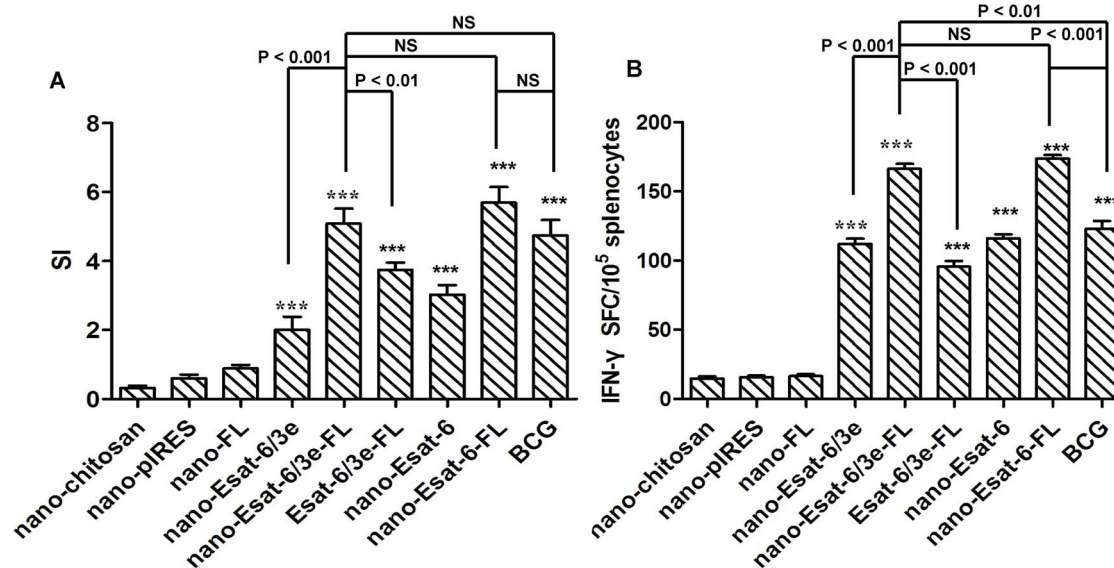 A
NS
NS
P < 0.001
P < 0.01
NS
8
6
4
2
0
SI
***
***
***
***
***
***
nano-chitosan
nano-pIRES
nano-FL
nano-Esat-6/3e
nano-Esat-6/3e-FL
Esat-6/3e-FL
nano-Esat-6
nano-Esat-6-FL
BCG
B
P < 0.01
P < 0.001
NS
P < 0.001
P < 0.001
200
150
100
50
0
IFN-γ SFC/10⁵ splenocytes
***
***
***
***
***
***
nano-chitosan
nano-pIRES
nano-FL
nano-Esat-6/3e
nano-Esat-6/3e-FL
Esat-6/3e-FL
nano-Esat-6
nano-Esat-6-FL
BCG